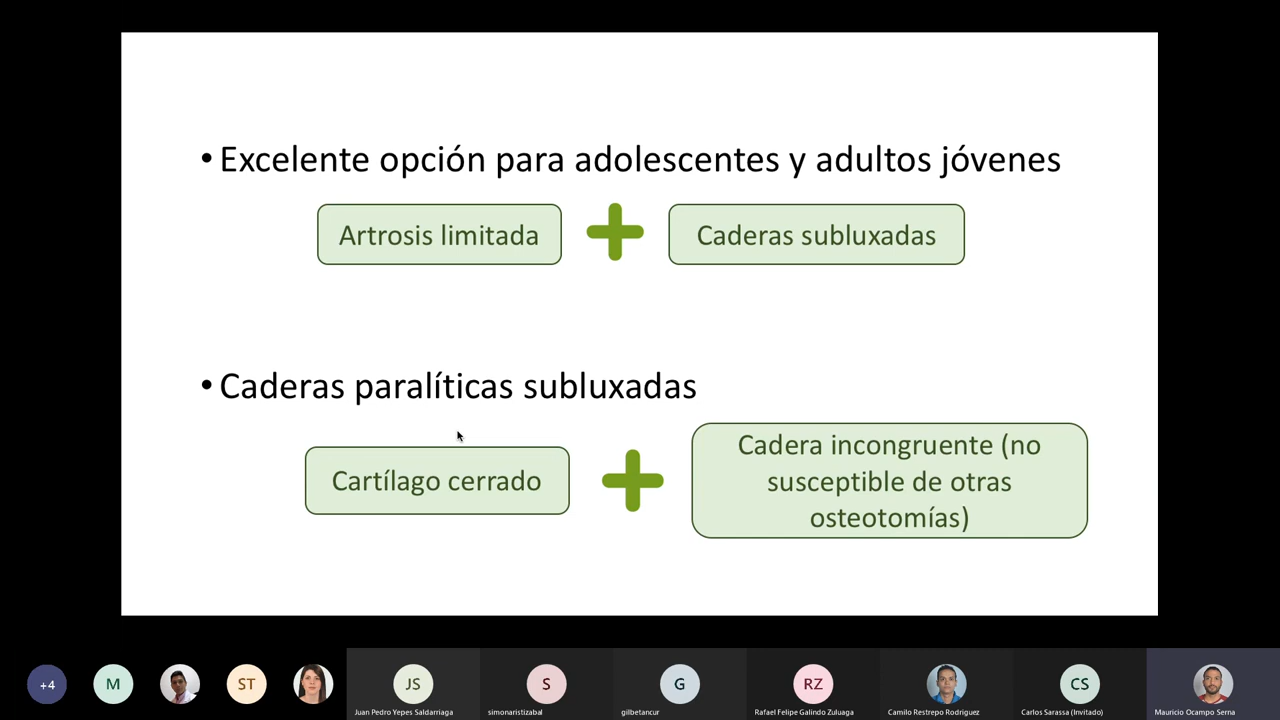 • Excelente opción para adolescentes y adultos jóvenes
Artrosis limitada
Caderas subluxadas
• Caderas paralíticas subluxadas
Cartílago cerrado
Cadera incongruente (no
susceptible de otras
osteotomías)
+4
M
ST
JS
S
G
RZ
CS
Juan Pedro Yepes Saldarriaga
simonaristizabal
gilbetancur
Rafael Felipe Galindo Zuluaga
Camilo Restrepo Rodriguez
Carlos Sarassa (Invitado)
Mauricio Ocampo Serna